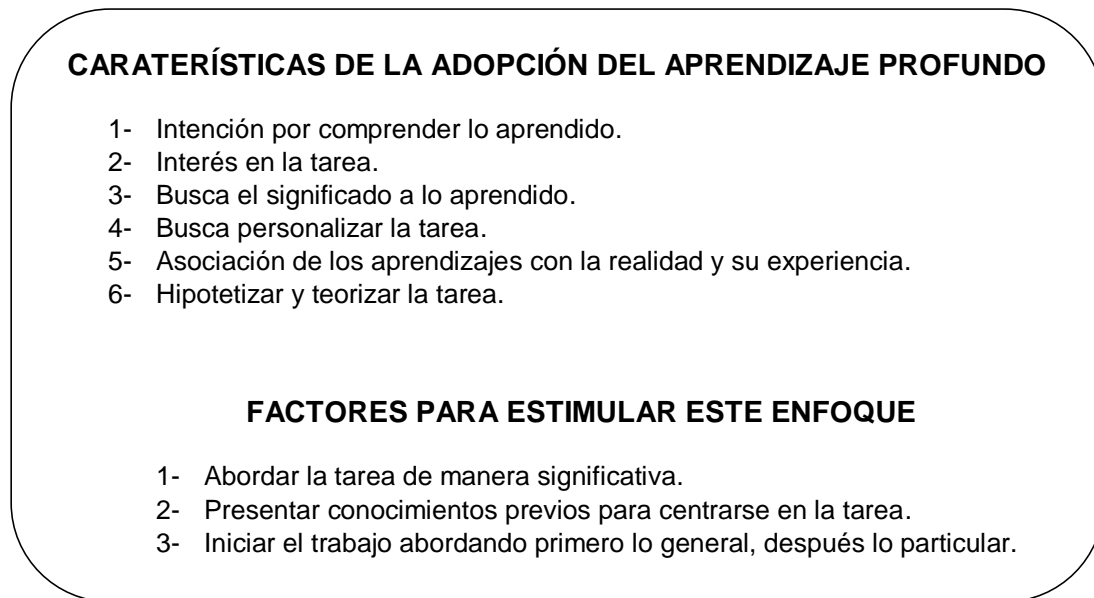 CARATERÍSTICAS DE LA ADOPCIÓN DEL APRENDIZAJE PROFUNDO
1- Intención por comprender lo aprendido.
2- Interés en la tarea.
3- Busca el significado a lo aprendido.
4- Busca personalizar la tarea.
5- Asociación de los aprendizajes con la realidad y su experiencia.
6- Hipotetizar y teorizar la tarea.
FACTORES PARA ESTIMULAR ESTE ENFOQUE
1- Abordar la tarea de manera significativa.
2- Presentar conocimientos previos para centrarse en la tarea.
3- Iniciar el trabajo abordando primero lo general, después lo particular.